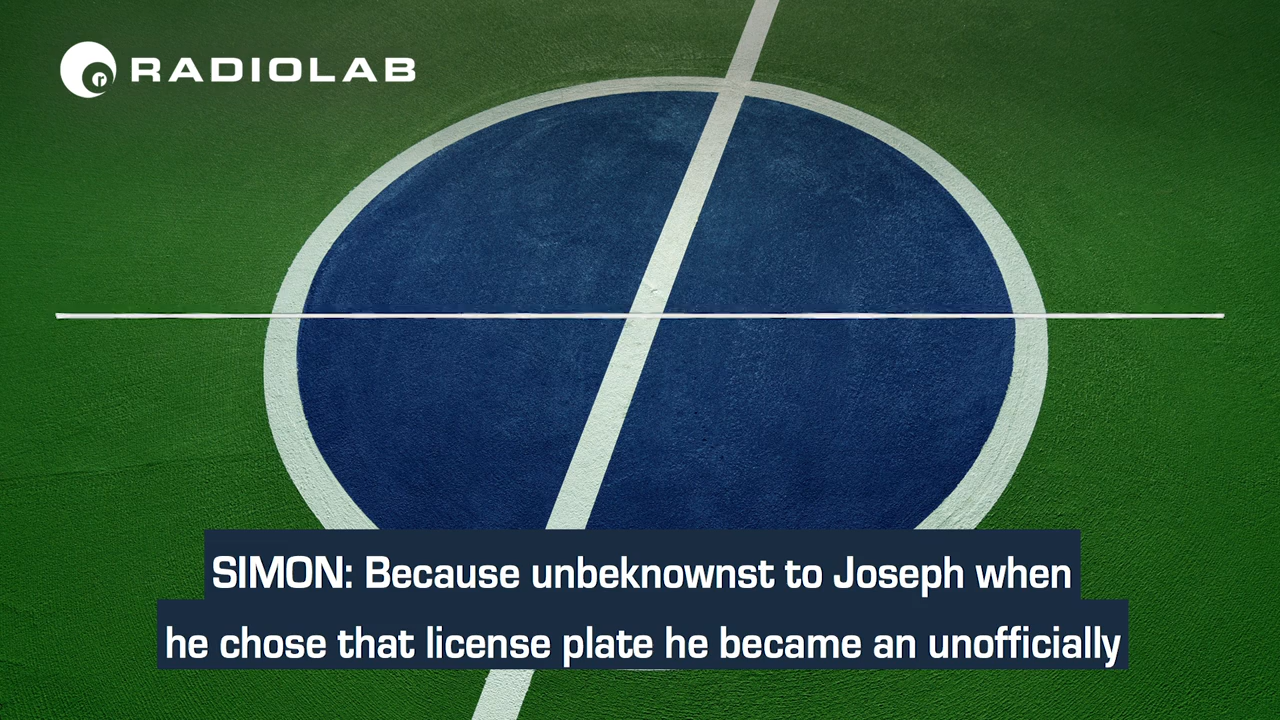 RADIOLAB
SIMON: Because unbeknownst to Joseph when
he chose that license plate he became an unofficially